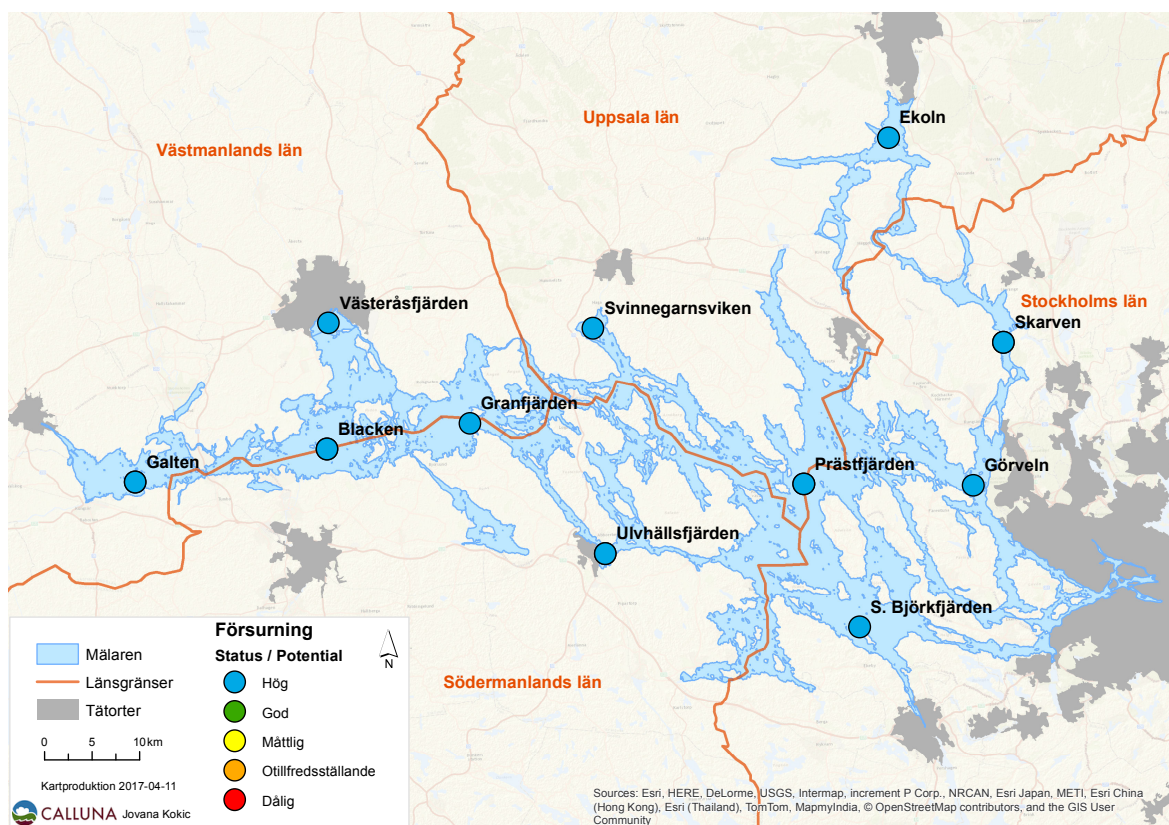 Uppsala län
Ekoln
Västmanlands län
Stockholms län
Västeråsfjärden
Svinnegarnsviken
Skarven
Granfjärden
Blacken
Galten
Prästfjärden
Görveln
Ulvhällsfjärden
S. Björkfjärden
Södermanlands län
Mälaren
Länsgränser
Tätorter
0 5 10 km
Kartproduktion 2017-04-11
CALLUNA Jovana Kokic
Försurning
Status / Potential
N
Hög
God
Måttlig
Otillfredsställande
Dålig
Sources: Esri, HERE, DeLorme, USGS, Intermap, increment P Corp., NRCAN, Esri Japan, METI, Esri China
(Hong Kong), Esri (Thailand), TomTom, MapmyIndia, © OpenStreetMap contributors, and the GIS User
Community